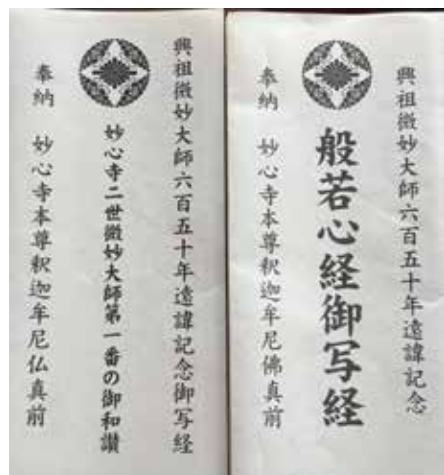 興祖微妙大師六百五十年遠諱記念
般若心経御写経
奉納 妙心寺本尊釈迦牟尼佛真前
興祖微妙大師六百五十年遠諱記念御写経
妙心寺二世微妙大師第一番の御和讃
奉納 妙心寺本尊釈迦牟尼仏真前